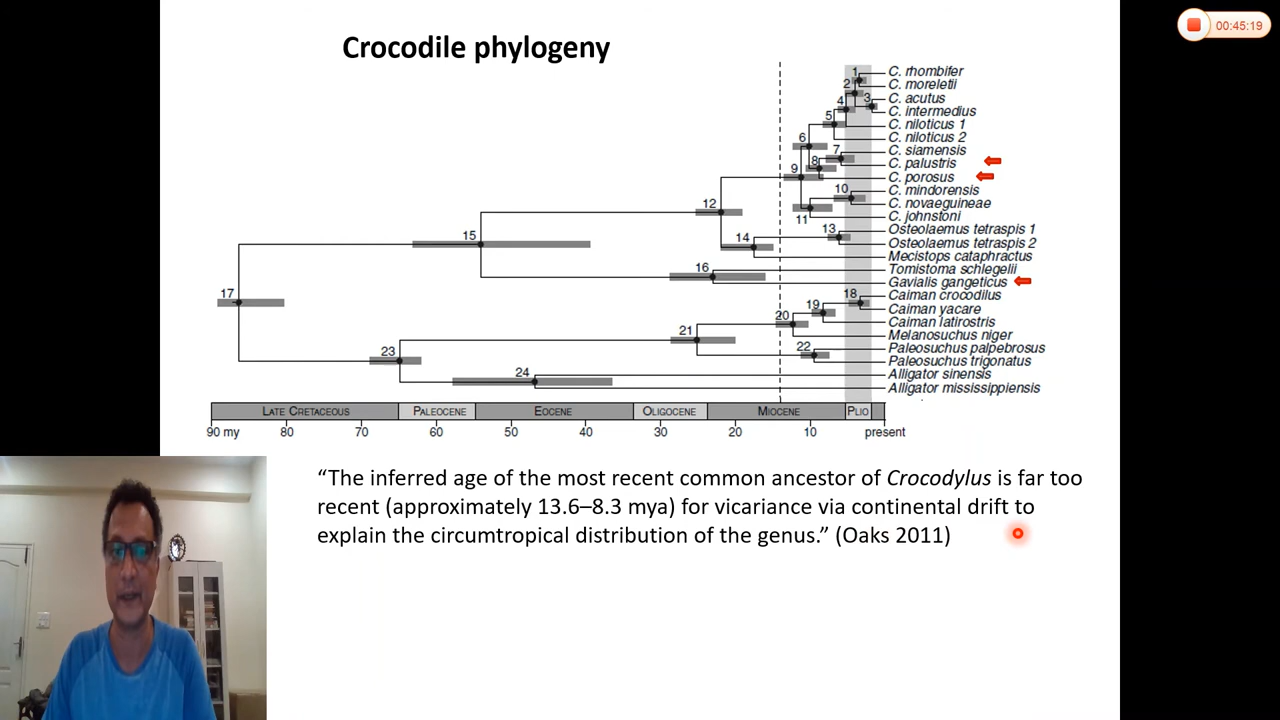 Crocodile phylogeny
00:45:19
1
C. rhombifer
2
C. moreletii
3
C. acutus
4
C. intermedius
5
C. niloticus 1
6
C. niloticus 2
7
C. siamensis
8
C. palustris
9
C. porosus
10
C. mindorensis
C. novaeguineae
11
C. johnstoni
12
13
Osteolaemus tetraspis 1
14
Osteolaemus tetraspis 2
15
Mecistops cataphractus
16
Tomistoma schlegelii
Gavialis gangeticus
17
18
Caiman crocodilus
19
Caiman yacare
20
Caiman latirostris
21
Melanosuchus niger
22
Paleosuchus palpebrosus
23
Paleosuchus trigonatus
24
Alligator sinensis
Alligator mississippiensis
LATE CRETACEOUS PALEOCENE EOCENE OLIGOCENE MIOCENE PLIO
90 my 80 70 60 50 40 30 20 10 present
“The inferred age of the most recent common ancestor of Crocodylus is far too
recent (approximately 13.6–8.3 mya) for vicariance via continental drift to
explain the circumtropical distribution of the genus.” (Oaks 2011)